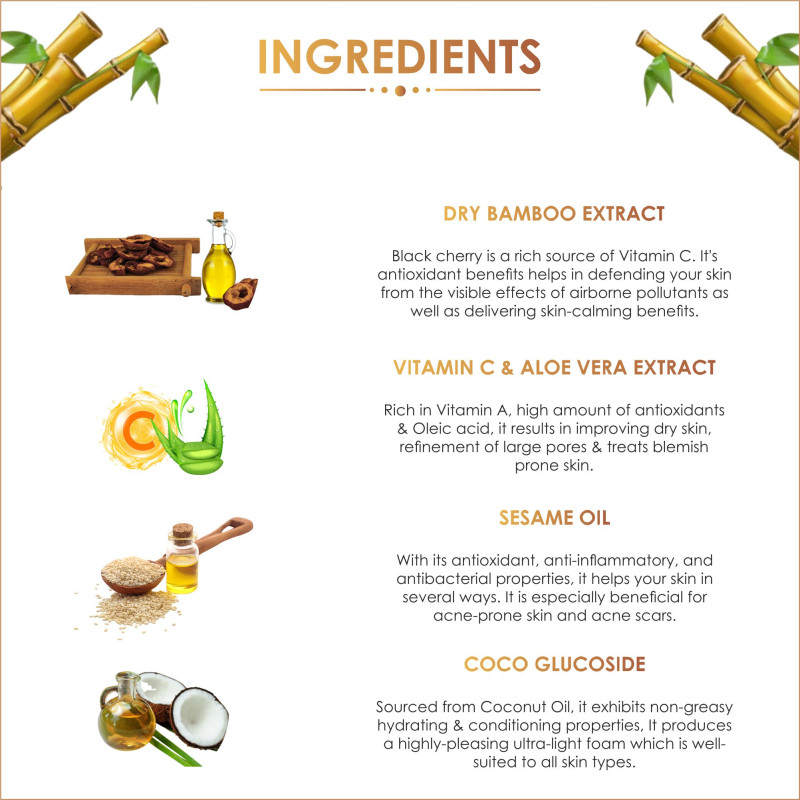 INGREDIENTS
DRY BAMBOO EXTRACT
Black cherry is a rich source of Vitamin C. It's
antioxidant benefits helps in defending your skin
from the visible effects of airborne pollutants as
well as delivering skin-calming benefits.
VITAMIN C & ALOE VERA EXTRACT
Rich in Vitamin A, high amount of antioxidants
& Oleic acid, it results in improving dry skin,
refinement of large pores & treats blemish
prone skin.
C
SESAME OIL
With its antioxidant, anti-inflammatory, and
antibacterial properties, it helps your skin in
several ways. It is especially beneficial for
acne-prone skin and acne scars.
COCO GLUCOSIDE
Sourced from Coconut Oil, it exhibits non-greasy
hydrating & conditioning properties, It produces
a highly-pleasing ultra-light foam which is well-
suited to all skin types.